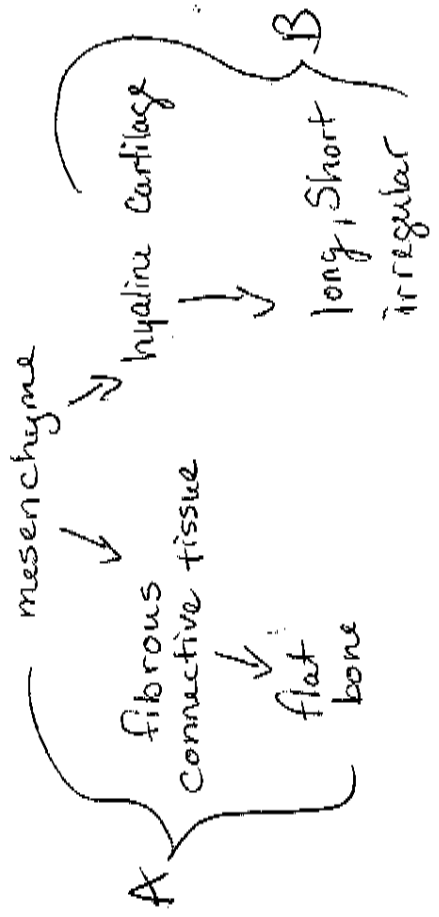 mesenchyme
fibrous
connective tissue
flat
bone
A
hyaline cartilage
long, Short
irregular
B